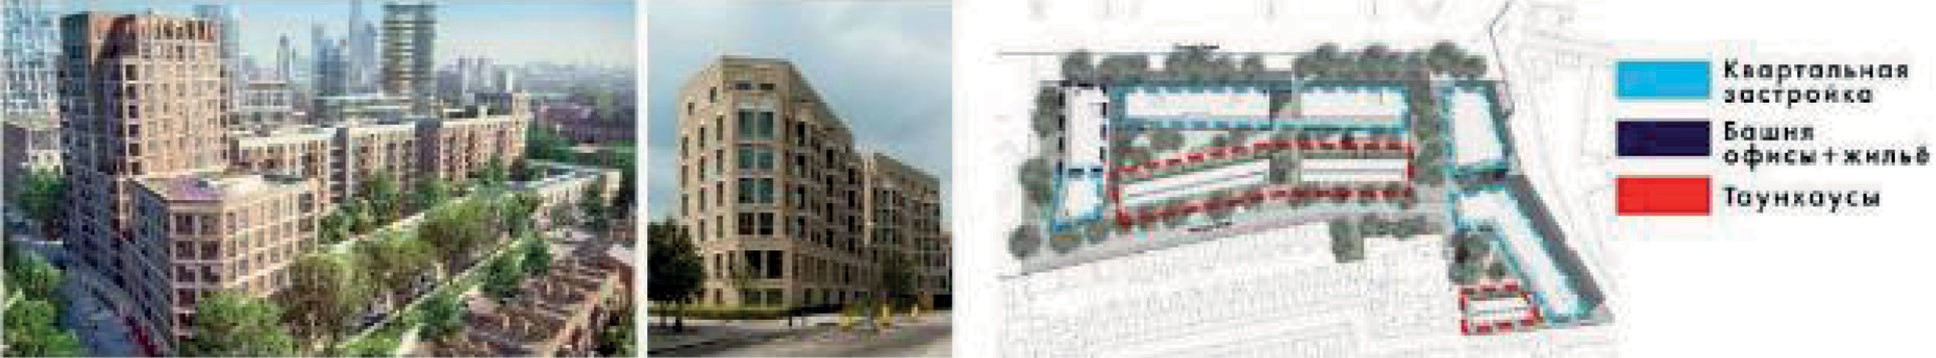 Квартальная
застройка
Башня
офисы+жильё
Таунхаусы